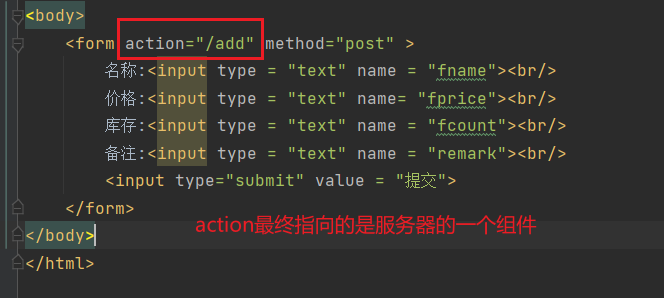 <body>
<form action="/add" method="post" >
名称:<input type = "text" name = "fname"><br/>
价格:<input type = "text" name= "fprice"><br/>
库存:<input type = "text" name = "fcount"><br/>
备注:<input type = "text" name = "remark"><br/>
<input type="submit" value = "提交">
</form>
action最终指向的是服务器的一个组件
</body>
</html>